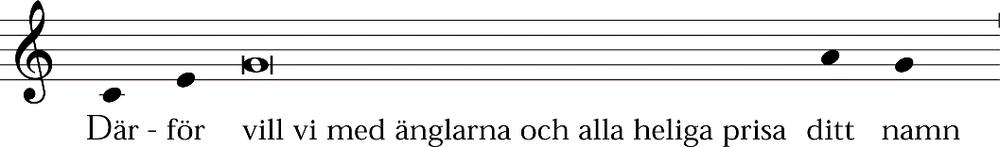 Där - för vill vi med änglarna och alla heliga prisa ditt namn